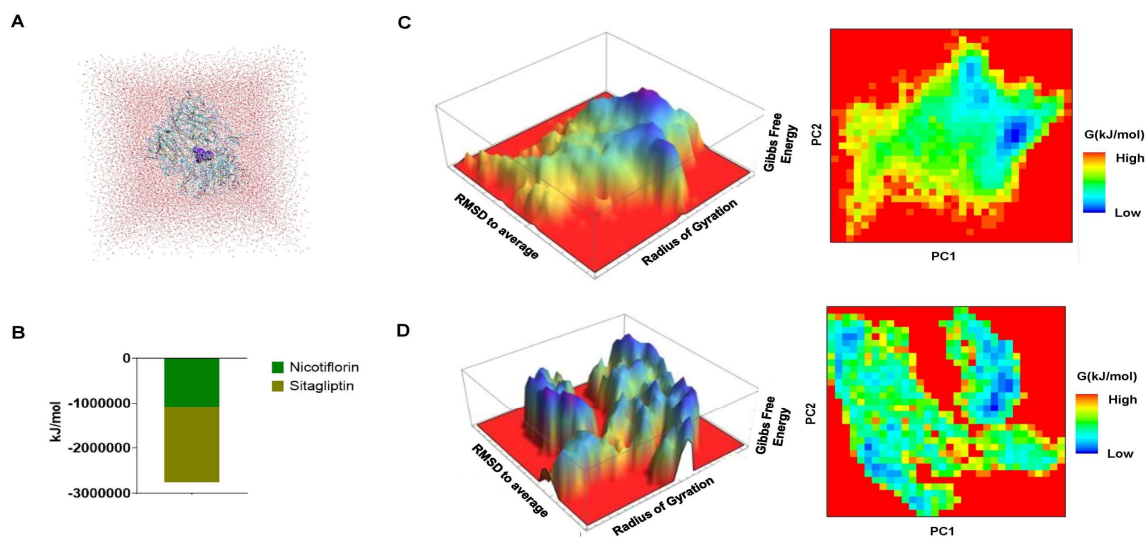 A
B
0
-1000000
-2000000
-3000000
kJ/mol
Nicotiflorin
Sitagliptin
C
RMSD to average
Radius of Gyration
Gibbs Free
Energy
PC2
PC1
G(kJ/mol)
High
Low
D
RMSD to average
Radius of Gyration
Gibbs Free
Energy
PC2
PC1
G(kJ/mol)
High
Low